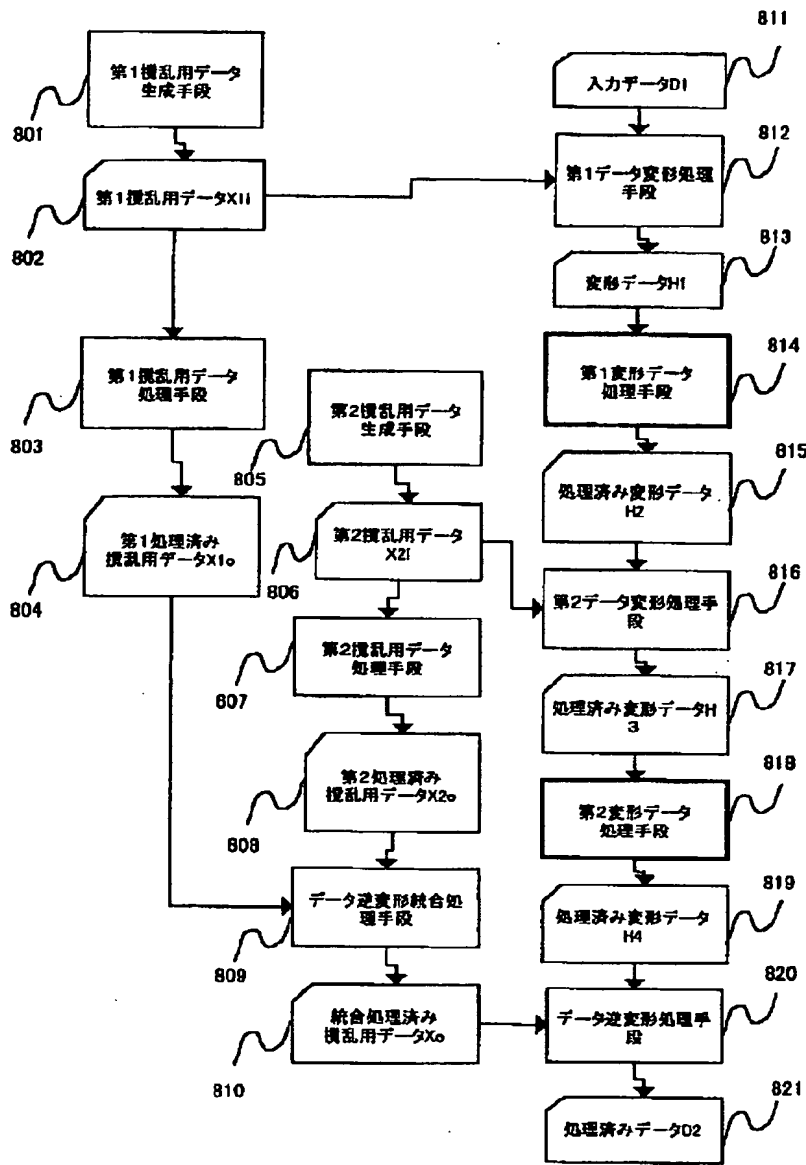 第1撹乱用データ
生成手段
801
第1撹乱用データX1i
802
第1撹乱用データ
処理手段
803
第1処理済み
撹乱用データX1o
804
第2撹乱用データ
生成手段
805
第2撹乱用データ
X2i
806
第2撹乱用データ
処理手段
807
第2処理済み
撹乱用データX2o
808
データ逆変形統合処
理手段
809
統合処理済み
撹乱用データXo
810
811
入力データD1
812
第1データ変形処理
手段
813
変形データH1
814
第1変形データ
処理手段
815
処理済み変形データ
H2
816
第2データ変形処理手
段
817
処理済み変形データH
3
818
第2変形データ
処理手段
819
処理済み変形データ
H4
820
データ逆変形処理手
段
821
処理済みデータD2